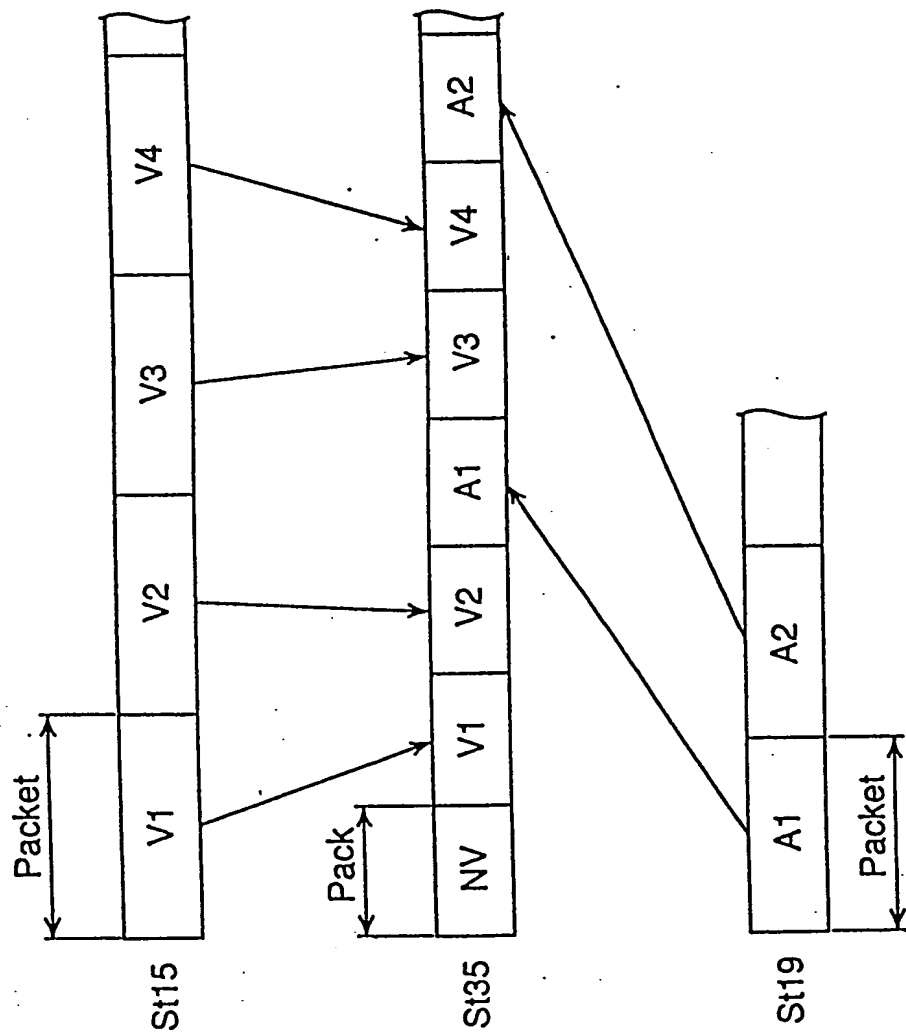 Packet
St15 V1 V2 V3 V4
Pack
St35 NV V1 V2 A1 V3 V4 A2
St19 A1 A2
Packet